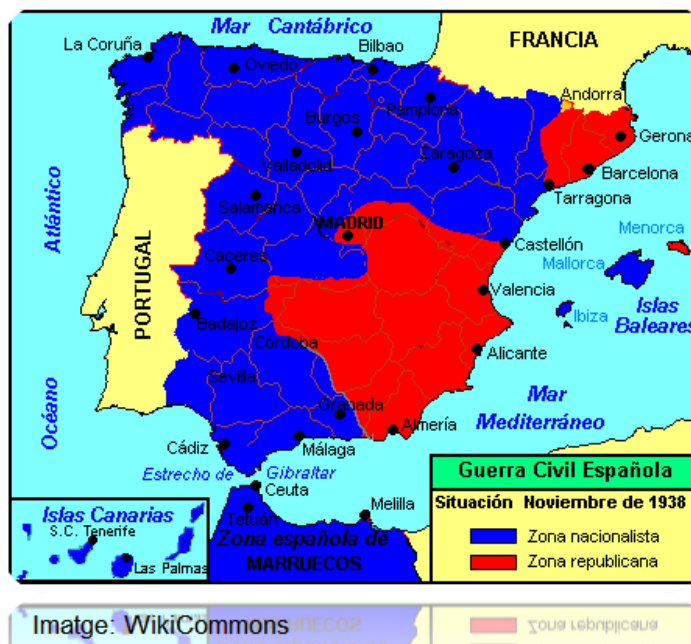 Mar Cantábrico
FRANCIA
La Coruña
Bilbao
Oviedo
Andorra
Pamplona
Burgos
Gerona
Valladolid
Zaragoza
Barcelona
Tarragona
Salamanca
Atlántico
MADRID
Menorca
Castellón
Mallorca
Cáceres
PORTUGAL
Valencia
Ibiza
Islas
Baleares
Badajoz
Córdoba
Alicante
Sevilla
Océano
Mar
Mediterráneo
Granada
Almería
Cádiz
Málaga
Estrecho de Gibraltar
Ceuta
Melilla
Tetuán
Zona española de
MARRUECOS
Islas Canarias
S.C. Tenerife
Las Palmas
Guerra Civil Española
Situación Noviembre de 1938
Zona nacionalista
Zona republicana
Imatge: WikiCommons